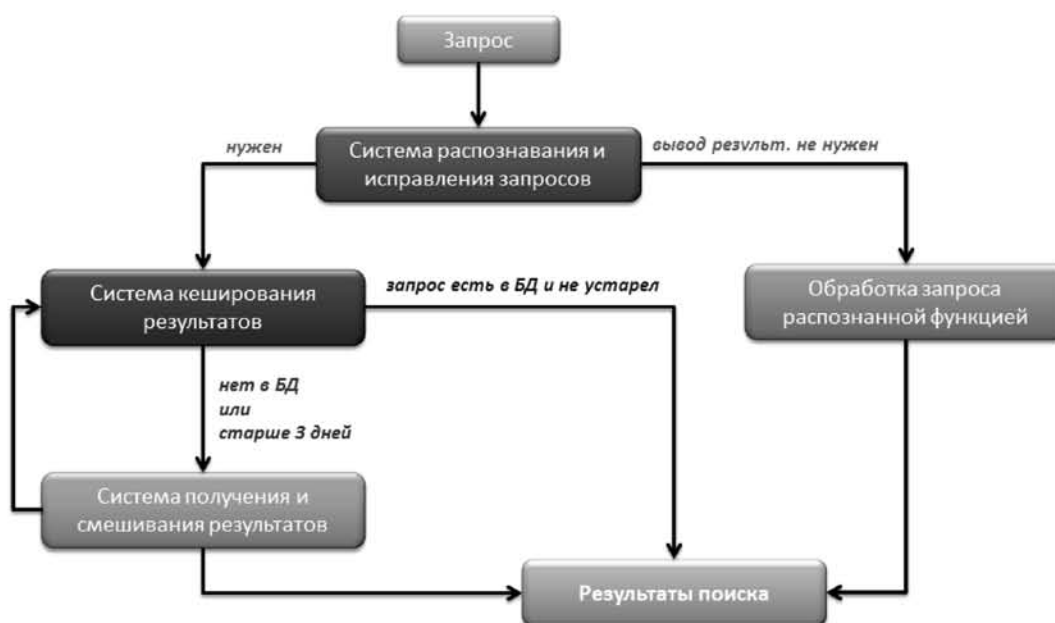 Запрос
нужен
Система распознавания и
исправления запросов
вывод результ. не нужен
Система кеширования
результатов
запрос есть в БД и не устарел
Обработка запроса
распознанной функцией
нет в БД
или
старше 3 дней
Система получения и
смешивания результатов
Результаты поиска